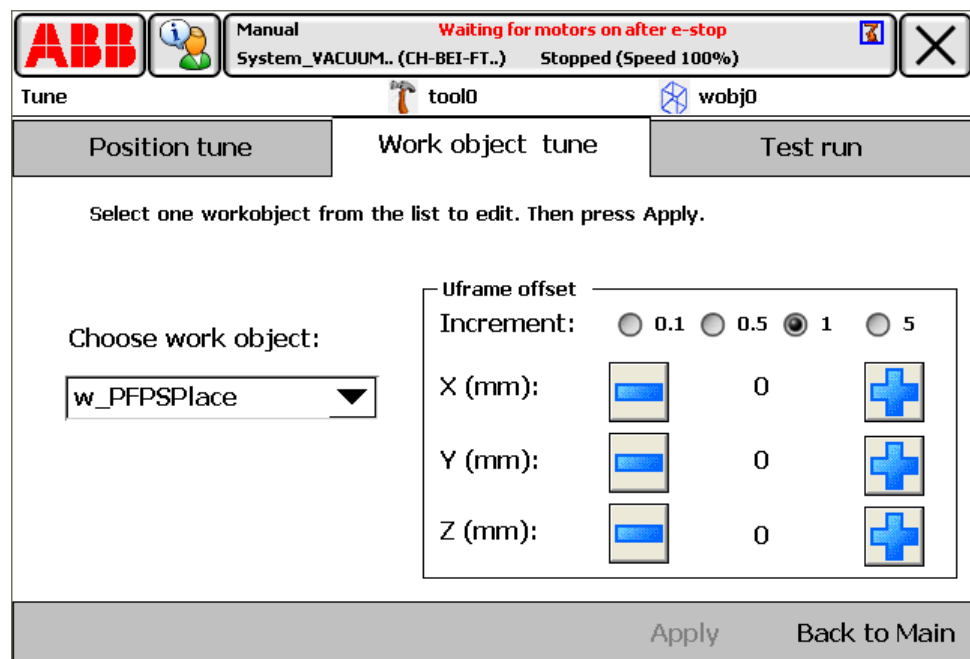 ABB
Manual Waiting for motors on after e-stop
System_VACUUM.. (CH-BEI-FT..) Stopped (Speed 100%)
Tune tool0 wobj0
Position tune Work object tune Test run
Select one workobject from the list to edit. Then press Apply.
Uframe offset
Increment: 0.1 0.5 1 5
Choose work object:
w_PFPSPlace
X (mm): 0
Y (mm): 0
Z (mm): 0
Apply Back to Main